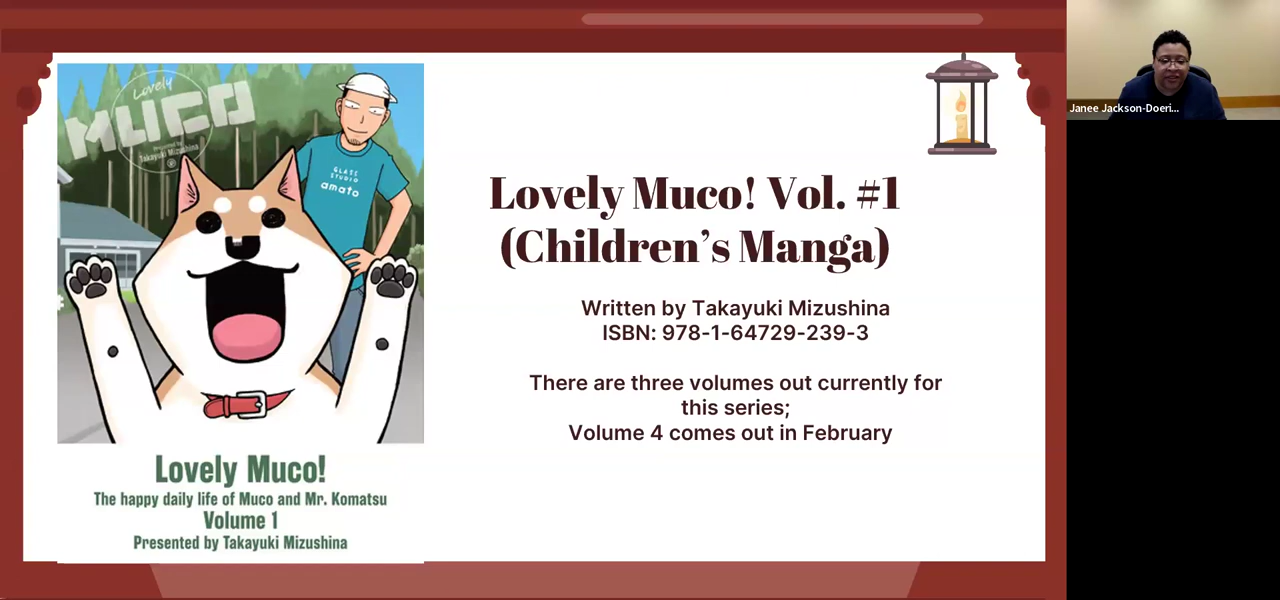 Lovely
MUCO
Presented by
Takayuki Mizushina
GLASS
STUDIO
amato
Lovely Muco!
The happy daily life of Muco and Mr. Komatsu
Volume 1
Presented by Takayuki Mizushina
Lovely Muco! Vol. #1
(Children’s Manga)
Written by Takayuki Mizushina
ISBN: 978-1-64729-239-3
There are three volumes out currently for
this series;
Volume 4 comes out in February
Janee Jackson-Doeri...